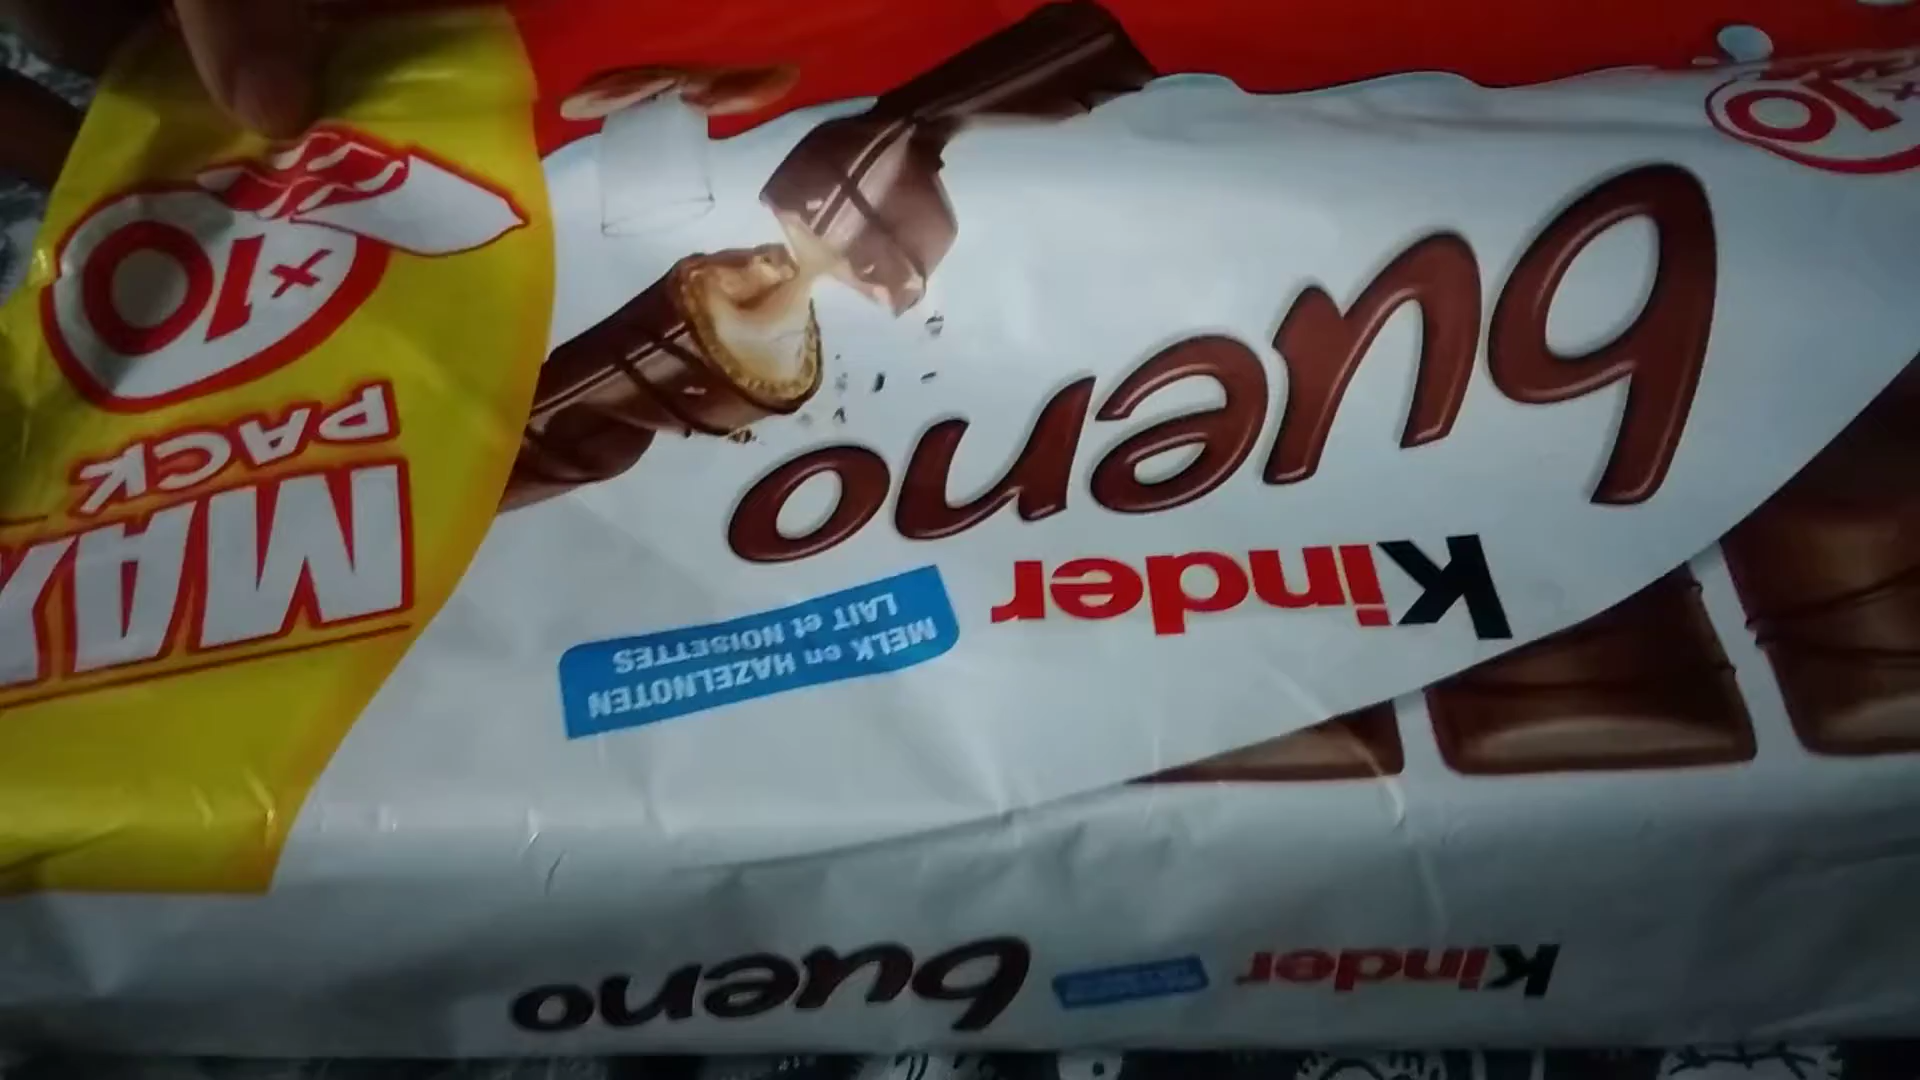 Kinder
bueno
MELK en HAZELNOTEN
LAIT et NOISETTES
MAX
PACK
×10
×10
Kinder
bueno